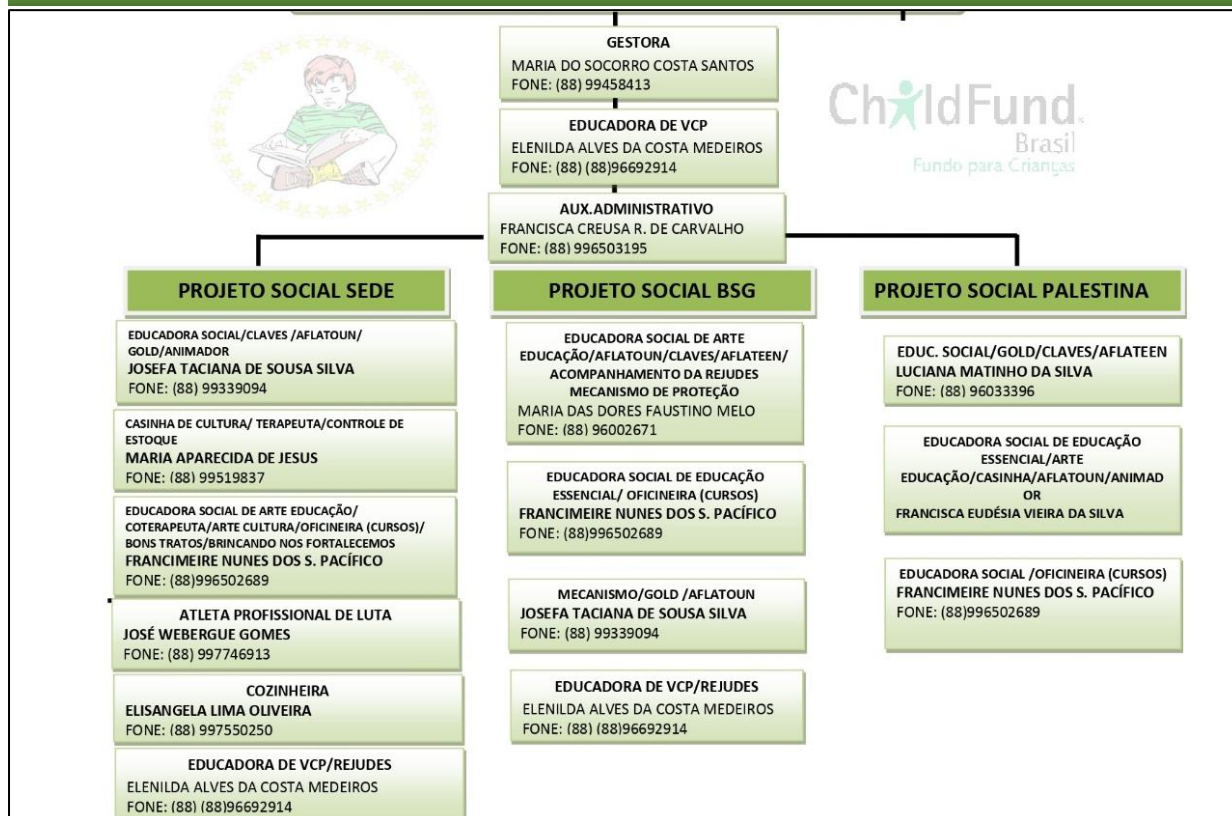 GESTORA
MARIA DO SOCORRO COSTA SANTOS
FONE: (88) 99458413
ChildFund
Brasil
Fundo para Crianças
EDUCADORA DE VCP
ELENILDA ALVES DA COSTA MEDEIROS
FONE: (88) (88)96692914
AUX.ADMINISTRATIVO
FRANCISCA CREUSA R. DE CARVALHO
FONE: (88) 996503195
PROJETO SOCIAL SEDE
EDUCADORA SOCIAL/CLAVES /AFLATOUN/
GOLD/ANIMADOR
JOSEFA TACIANA DE SOUSA SILVA
FONE: (88) 99339094
CASINHA DE CULTURA/ TERAPEUTA/CONTROLE DE
ESTOQUE
MARIA APARECIDA DE JESUS
FONE: (88) 99519837
EDUCADORA SOCIAL DE ARTE EDUCAÇÃO/
COTERAPEUTA/ARTE CULTURA/OFICINEIRA (CURSOS)/
BONS TRATOS/BRINCANDO NOS FORTALECEMOS
FRANCIMEIRE NUNES DOS S. PACÍFICO
FONE: (88)996502689
ATLETA PROFISSIONAL DE LUTA
JOSÉ WEBERGUE GOMES
FONE: (88) 997746913
COZINHEIRA
ELISANGELA LIMA OLIVEIRA
FONE: (88) 997550250
EDUCADORA DE VCP/REJUDES
ELENILDA ALVES DA COSTA MEDEIROS
FONE: (88) (88)96692914
PROJETO SOCIAL BSG
EDUCADORA SOCIAL DE ARTE
EDUCAÇÃO/AFLATOUN/CLAVES/AFLATEEN/
ACOMPANHAMENTO DA REJUDES
MECANISMO DE PROTEÇÃO
MARIA DAS DORES FAUSTINO MELO
FONE: (88) 96002671
EDUCADORA SOCIAL DE EDUCAÇÃO
ESSENCIAL/ OFICINEIRA (CURSOS)
FRANCIMEIRE NUNES DOS S. PACÍFICO
FONE: (88)996502689
MECANISMO/GOLD /AFLATOUN
JOSEFA TACIANA DE SOUSA SILVA
FONE: (88) 99339094
EDUCADORA DE VCP/REJUDES
ELENILDA ALVES DA COSTA MEDEIROS
FONE: (88) (88)96692914
PROJETO SOCIAL PALESTINA
EDUC. SOCIAL/GOLD/CLAVES/AFLATEEN
LUCIANA MATINHO DA SILVA
FONE: (88) 96033396
EDUCADORA SOCIAL DE EDUCAÇÃO
ESSENCIAL/ARTE
EDUCAÇÃO/CASINHA/AFLATOUN/ANIMAD
OR
FRANCISCA EUDÉSIA VIEIRA DA SILVA
EDUCADORA SOCIAL /OFICINEIRA (CURSOS)
FRANCIMEIRE NUNES DOS S. PACÍFICO
FONE: (88)996502689